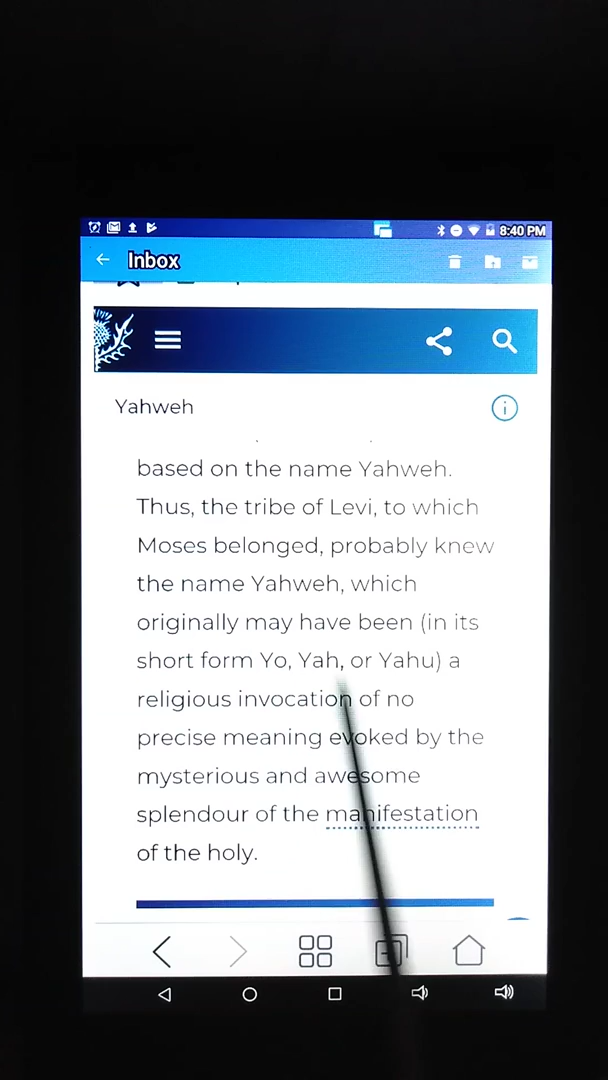 8:40 PM
Inbox
Yahweh
based on the name Yahweh.
Thus, the tribe of Levi, to which
Moses belonged, probably knew
the name Yahweh, which
originally may have been (in its
short form Yo, Yah, or Yahu) a
religious invocation of no
precise meaning evoked by the
mysterious and awesome
splendour of the manifestation
of the holy.